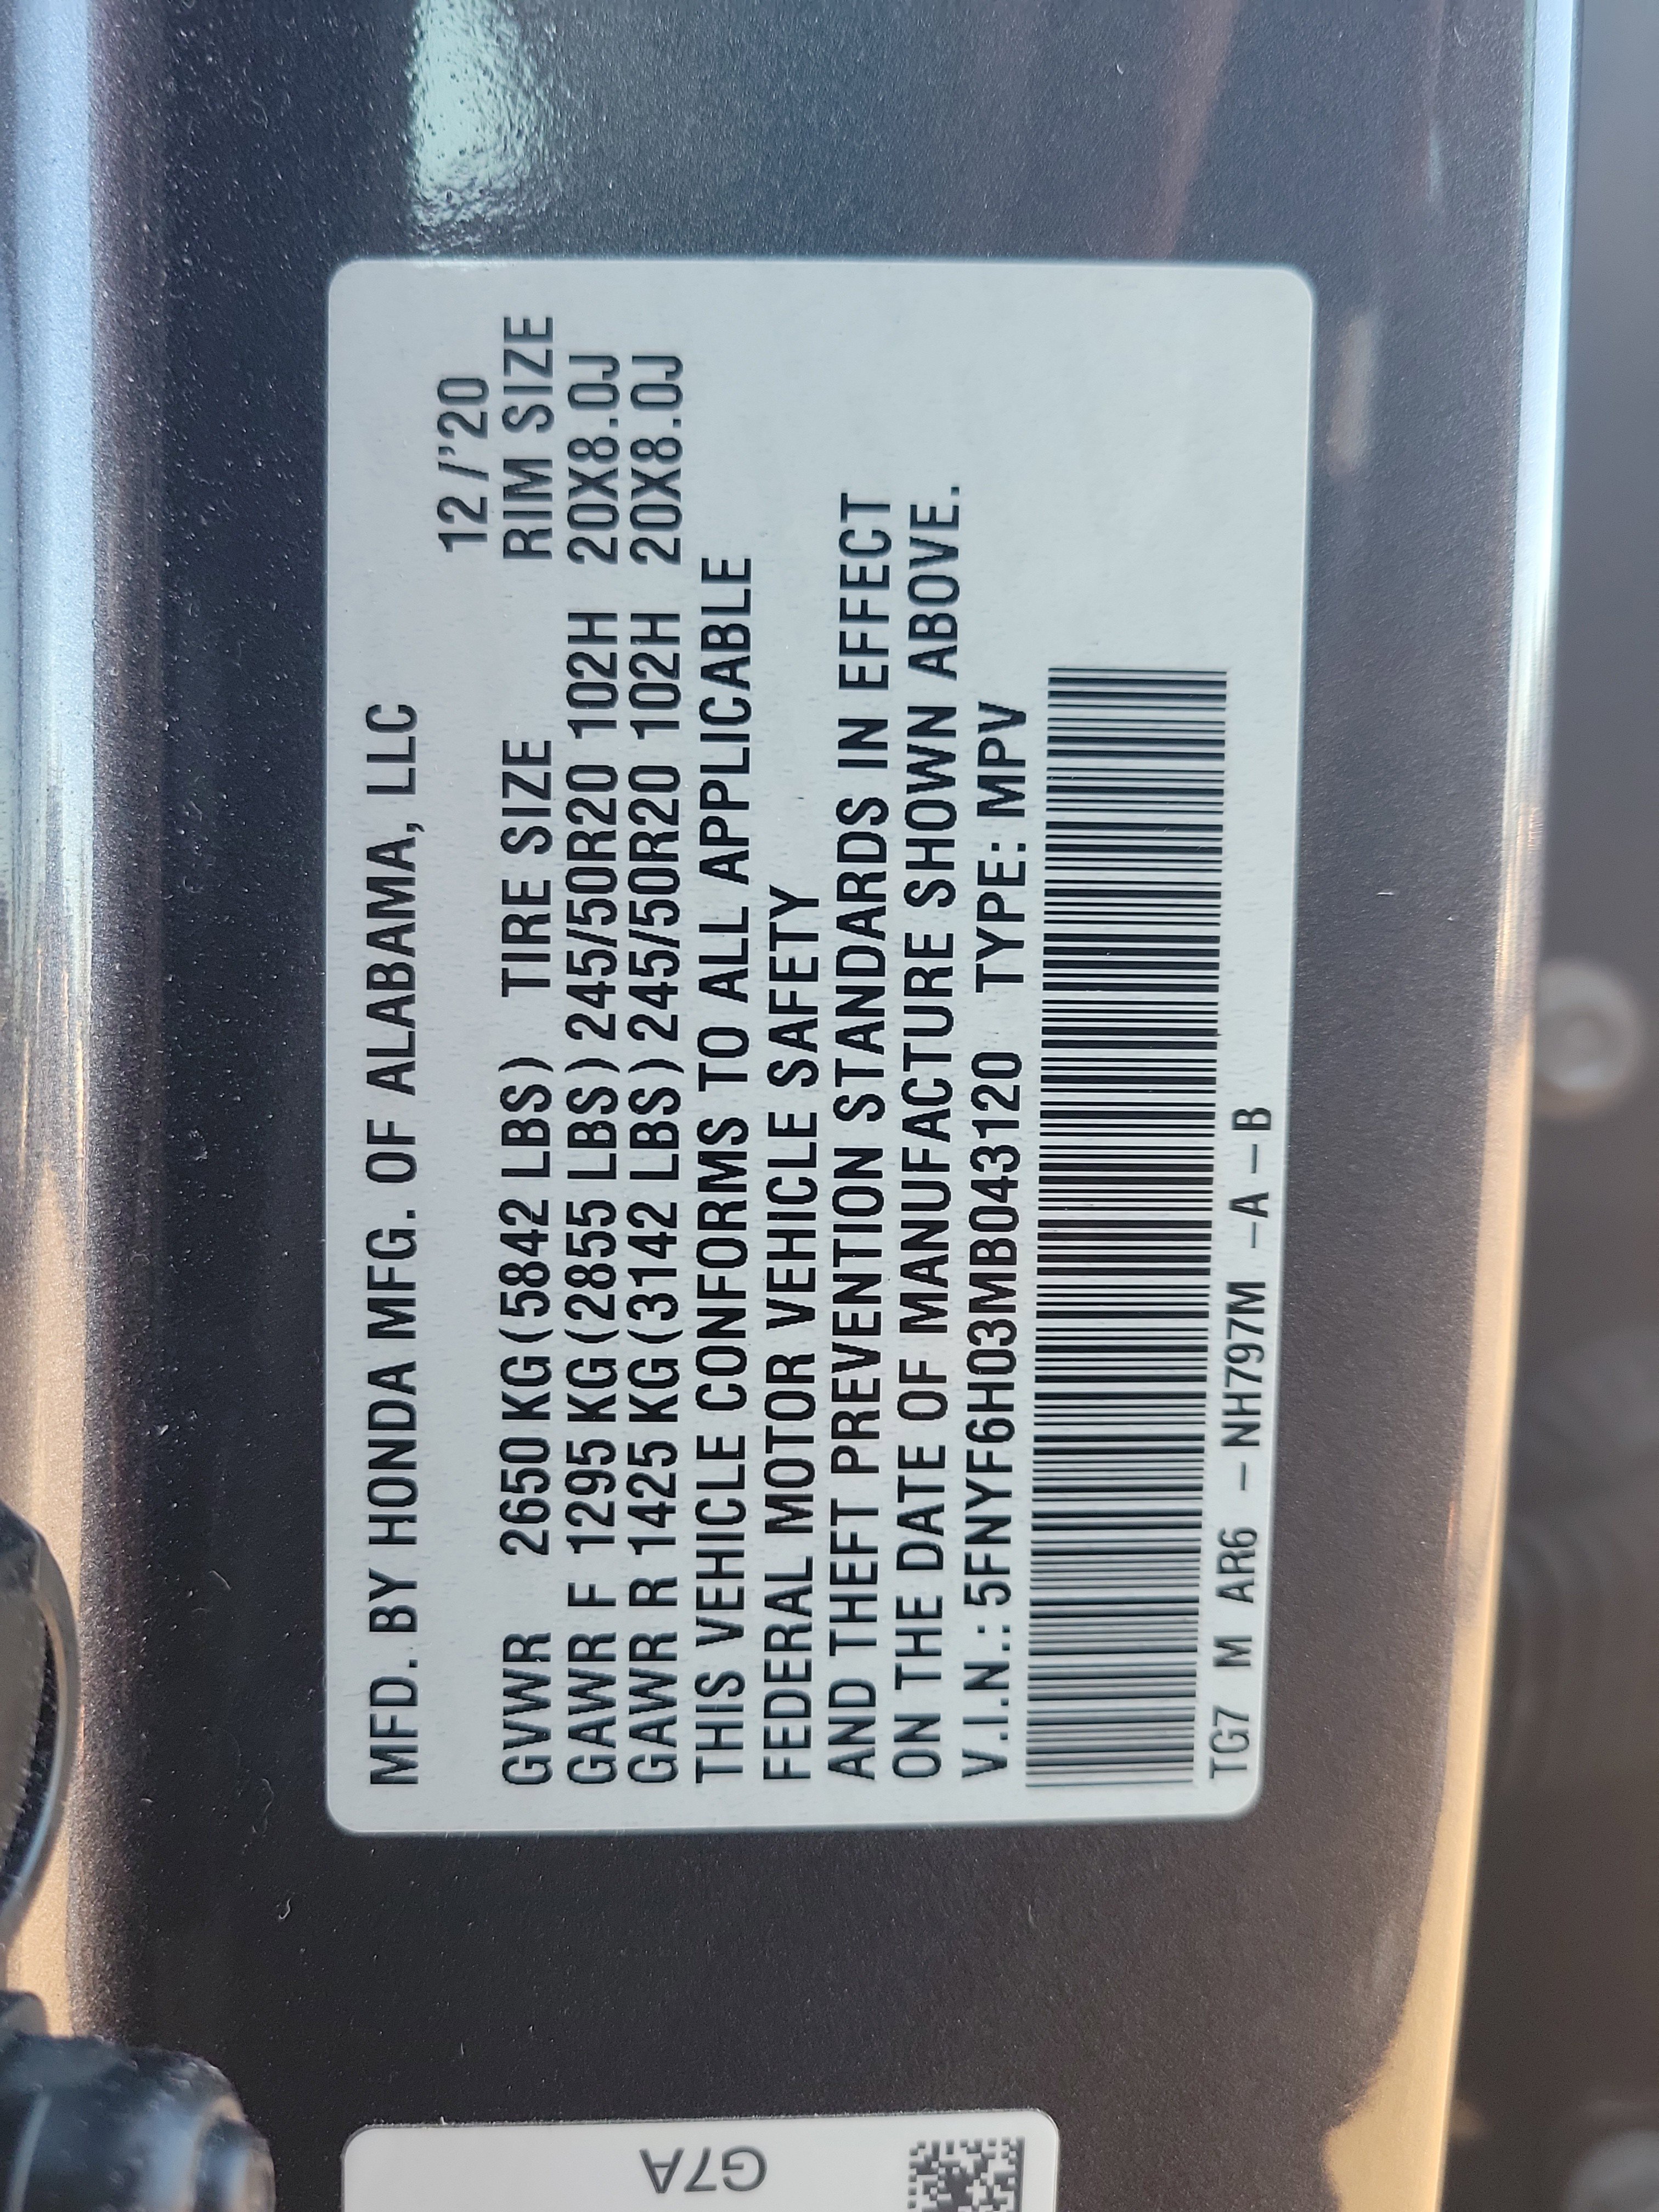 MFD. BY HONDA MFG. OF ALABAMA, LLC
12/'20
GVWR 2650 KG (5842 LBS) TIRE SIZE RIM SIZE
GAWR F 1295 KG (2855 LBS) 245/50R20 102H 20X8.0J
GAWR R 1425 KG (3142 LBS) 245/50R20 102H 20X8.0J
THIS VEHICLE CONFORMS TO ALL APPLICABLE
FEDERAL MOTOR VEHICLE SAFETY
AND THEFT PREVENTION STANDARDS IN EFFECT
ON THE DATE OF MANUFACTURE SHOWN ABOVE.
V.I.N.: 5FNYF6H03MB043120 TYPE: MPV
TG7 M AR6 – NH797M –A – B
G7A